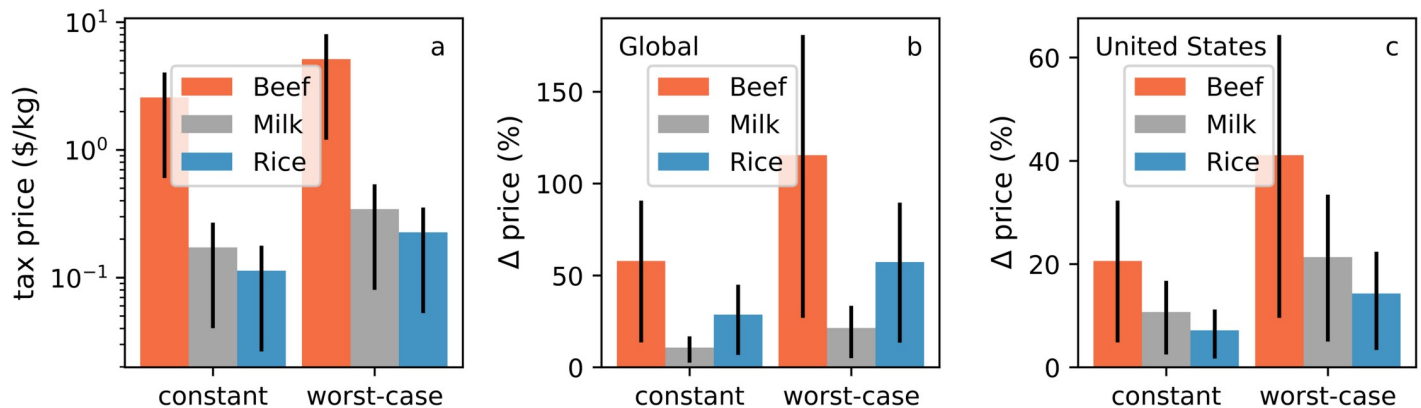 tax price ($/kg)
10¹
10⁰
10⁻¹
a
Beef
Milk
Rice
constant
worst-case
Δ price (%)
150
100
50
0
Global
b
Beef
Milk
Rice
constant
worst-case
Δ price (%)
60
40
20
0
United States
c
Beef
Milk
Rice
constant
worst-case